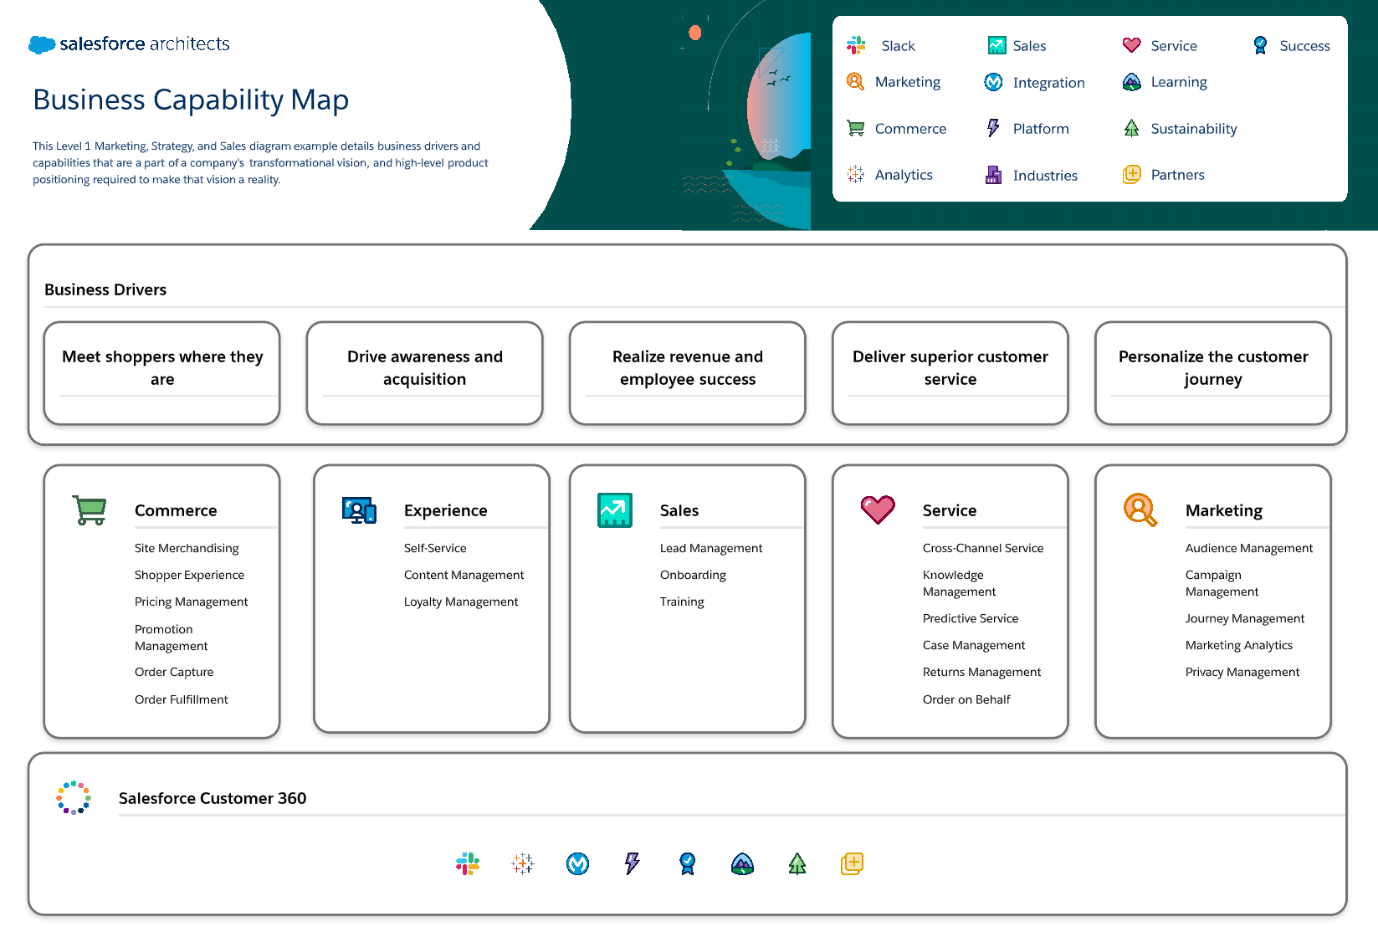 salesforce architects
Business Capability Map
This Level 1 Marketing, Strategy, and Sales diagram example details business drivers and
capabilities that are a part of a company's transformational vision, and high-level product
positioning required to make that vision a reality.
Slack
Sales
Service
Success
Marketing
Integration
Learning
Commerce
Platform
Sustainability
Analytics
Industries
Partners
Business Drivers
Meet shoppers where they
are
Drive awareness and
acquisition
Realize revenue and
employee success
Deliver superior customer
service
Personalize the customer
journey
Commerce
Site Merchandising
Shopper Experience
Pricing Management
Promotion
Management
Order Capture
Order Fulfillment
Experience
Self-Service
Content Management
Loyalty Management
Sales
Lead Management
Onboarding
Training
Service
Cross-Channel Service
Knowledge
Management
Predictive Service
Case Management
Returns Management
Order on Behalf
Marketing
Audience Management
Campaign
Management
Journey Management
Marketing Analytics
Privacy Management
Salesforce Customer 360